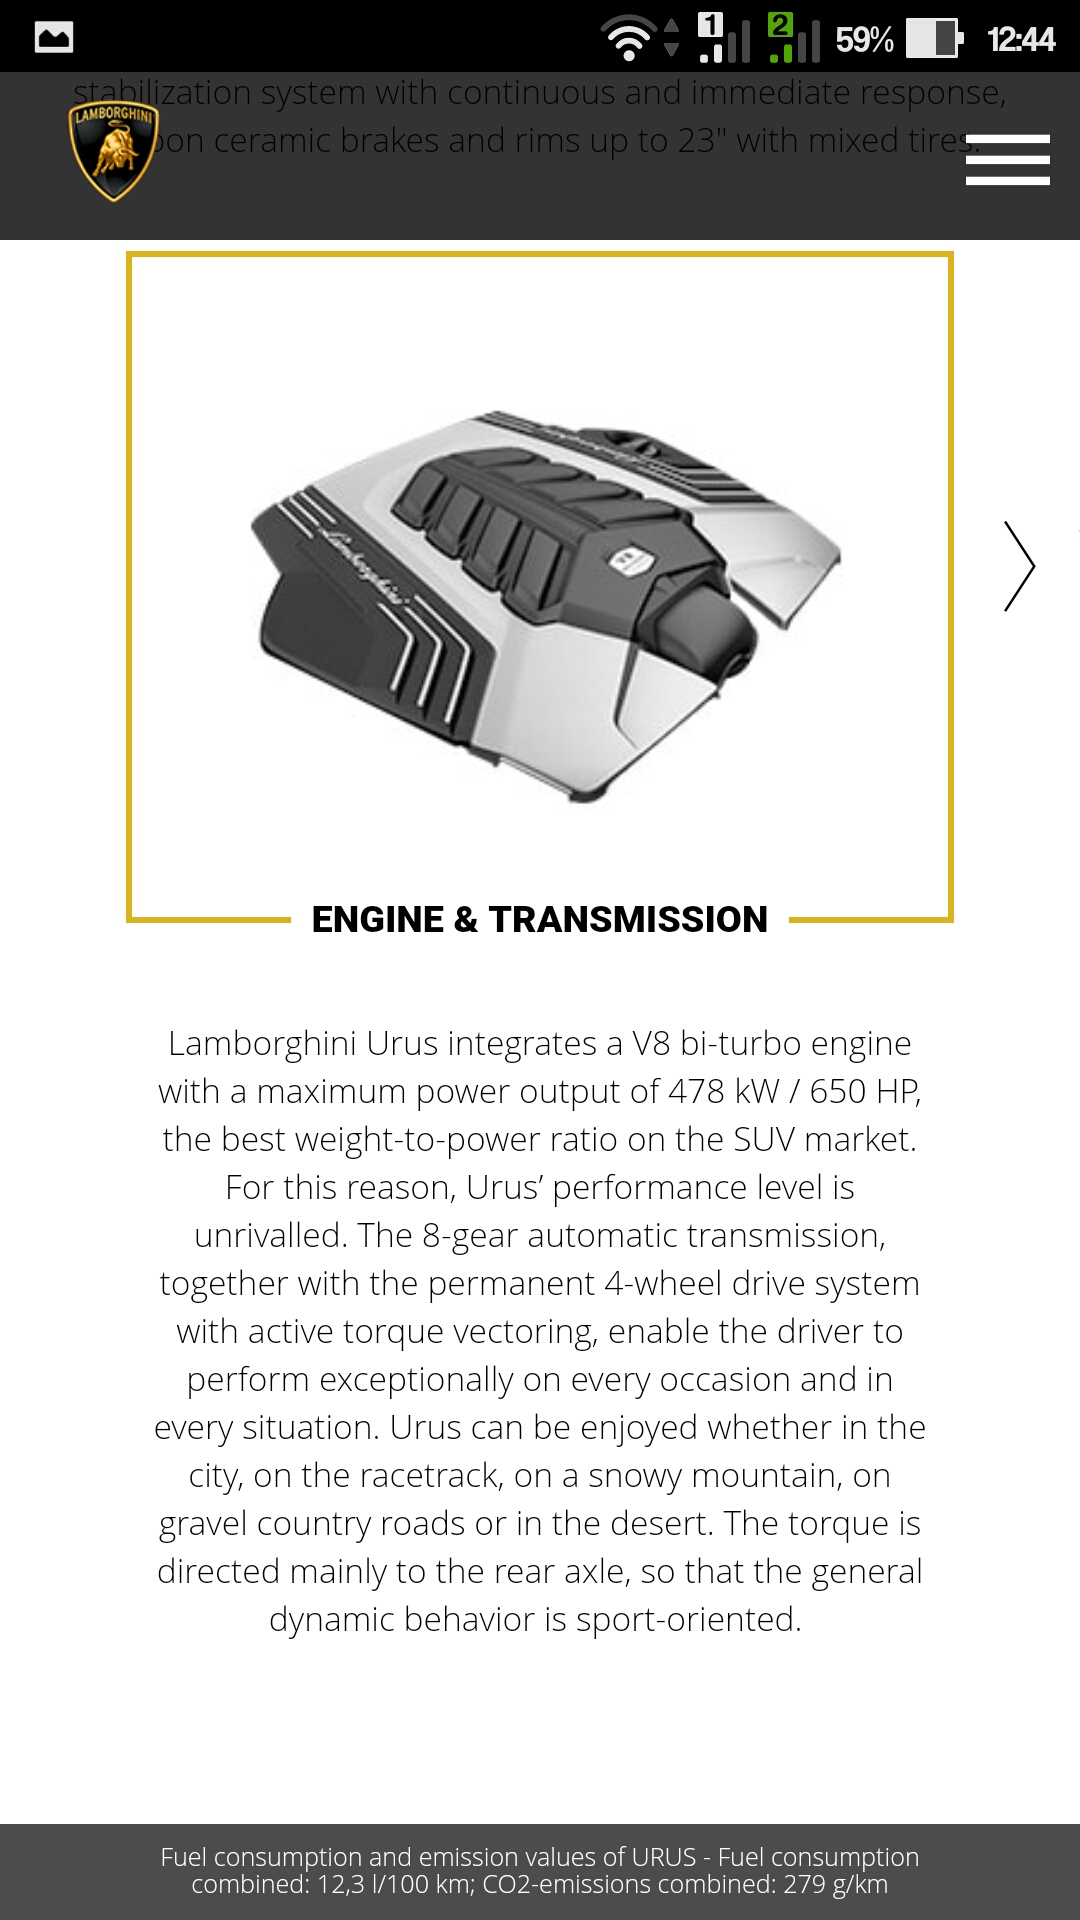 1 2 59% 12:44
stabilization system with continuous and immediate response,
LAMBORGHINI
ceramic brakes and rims up to 23" with mixed tires.
Lamborghini
V8
ENGINE & TRANSMISSION
Lamborghini Urus integrates a V8 bi-turbo engine
with a maximum power output of 478 kW / 650 HP,
the best weight-to-power ratio on the SUV market.
For this reason, Urus’ performance level is
unrivalled. The 8-gear automatic transmission,
together with the permanent 4-wheel drive system
with active torque vectoring, enable the driver to
perform exceptionally on every occasion and in
every situation. Urus can be enjoyed whether in the
city, on the racetrack, on a snowy mountain, on
gravel country roads or in the desert. The torque is
directed mainly to the rear axle, so that the general
dynamic behavior is sport-oriented.
Fuel consumption and emission values of URUS - Fuel consumption
combined: 12,3 l/100 km; CO2-emissions combined: 279 g/km